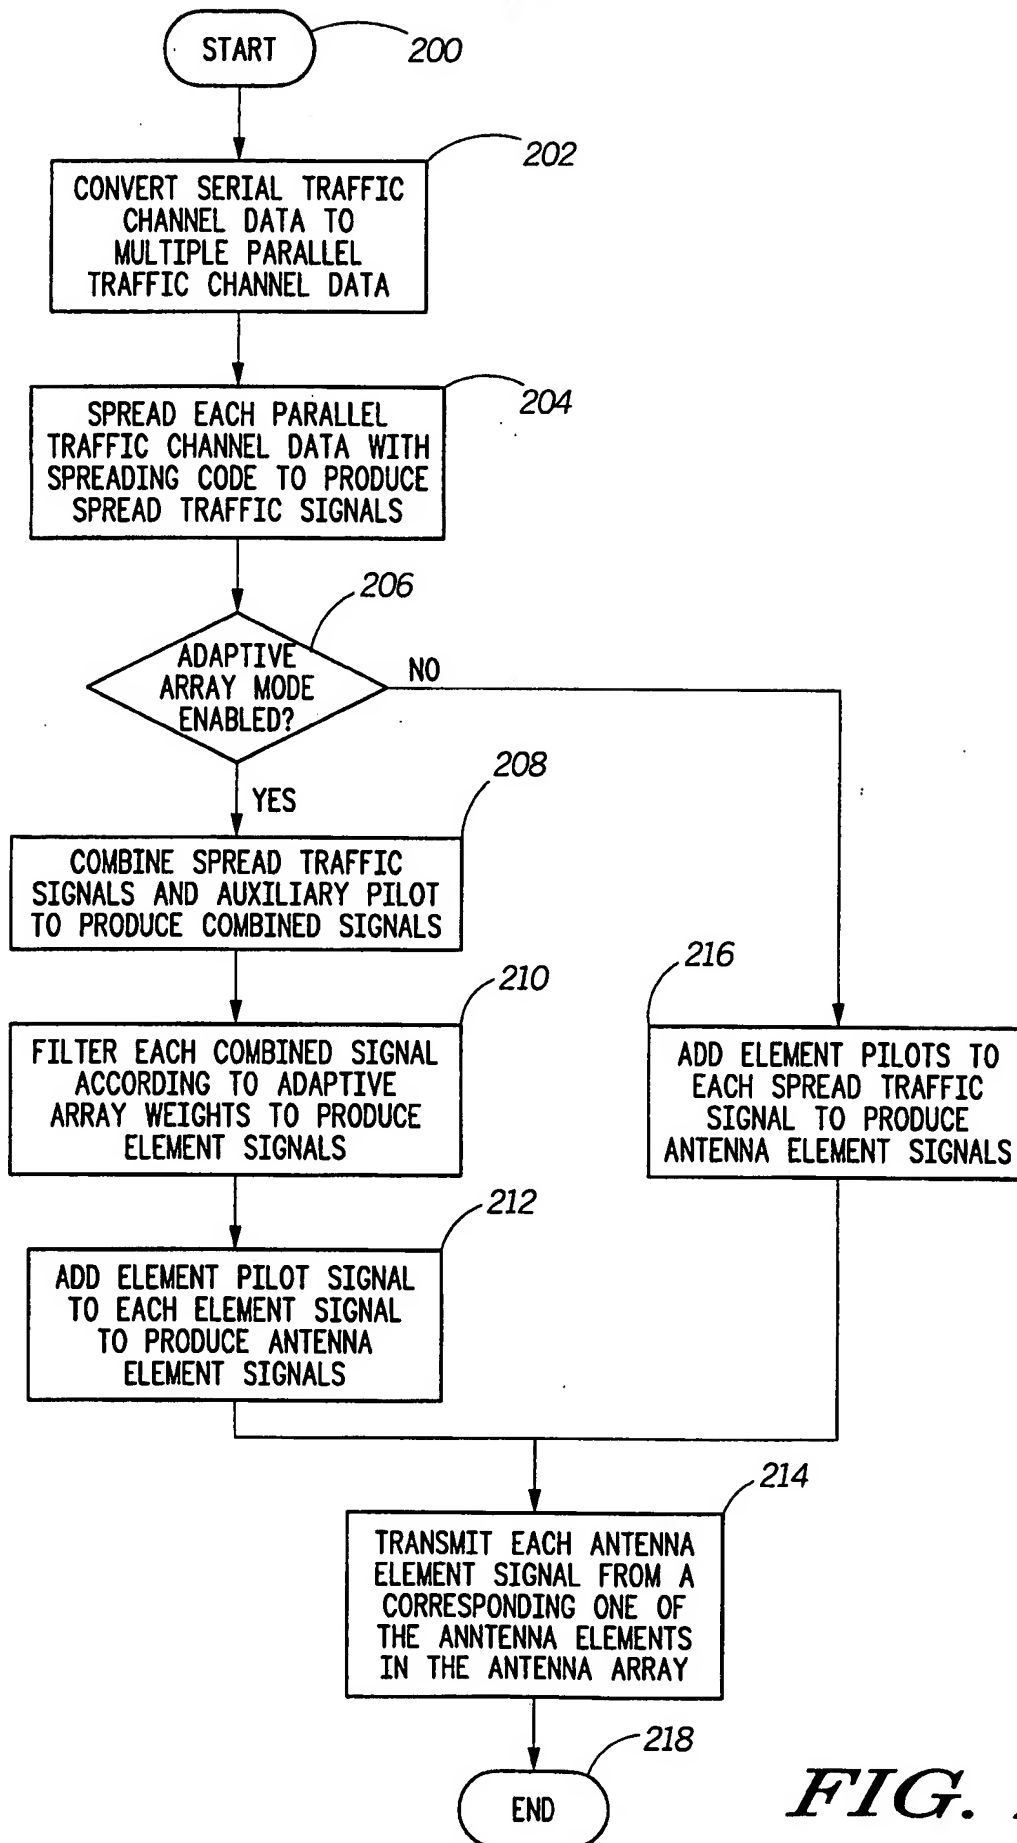 START
200
202
CONVERT SERIAL TRAFFIC
CHANNEL DATA TO
MULTIPLE PARALLEL
TRAFFIC CHANNEL DATA
204
SPREAD EACH PARALLEL
TRAFFIC CHANNEL DATA WITH
SPREADING CODE TO PRODUCE
SPREAD TRAFFIC SIGNALS
206
ADAPTIVE
ARRAY MODE
ENABLED?
NO
YES
208
COMBINE SPREAD TRAFFIC
SIGNALS AND AUXILIARY PILOT
TO PRODUCE COMBINED SIGNALS
210
FILTER EACH COMBINED SIGNAL
ACCORDING TO ADAPTIVE
ARRAY WEIGHTS TO PRODUCE
ELEMENT SIGNALS
216
ADD ELEMENT PILOTS TO
EACH SPREAD TRAFFIC
SIGNAL TO PRODUCE
ANTENNA ELEMENT SIGNALS
212
ADD ELEMENT PILOT SIGNAL
TO EACH ELEMENT SIGNAL
TO PRODUCE ANTENNA
ELEMENT SIGNALS
214
TRANSMIT EACH ANTENNA
ELEMENT SIGNAL FROM A
CORRESPONDING ONE OF
THE ANNTENNA ELEMENTS
IN THE ANTENNA ARRAY
218
END
FIG.